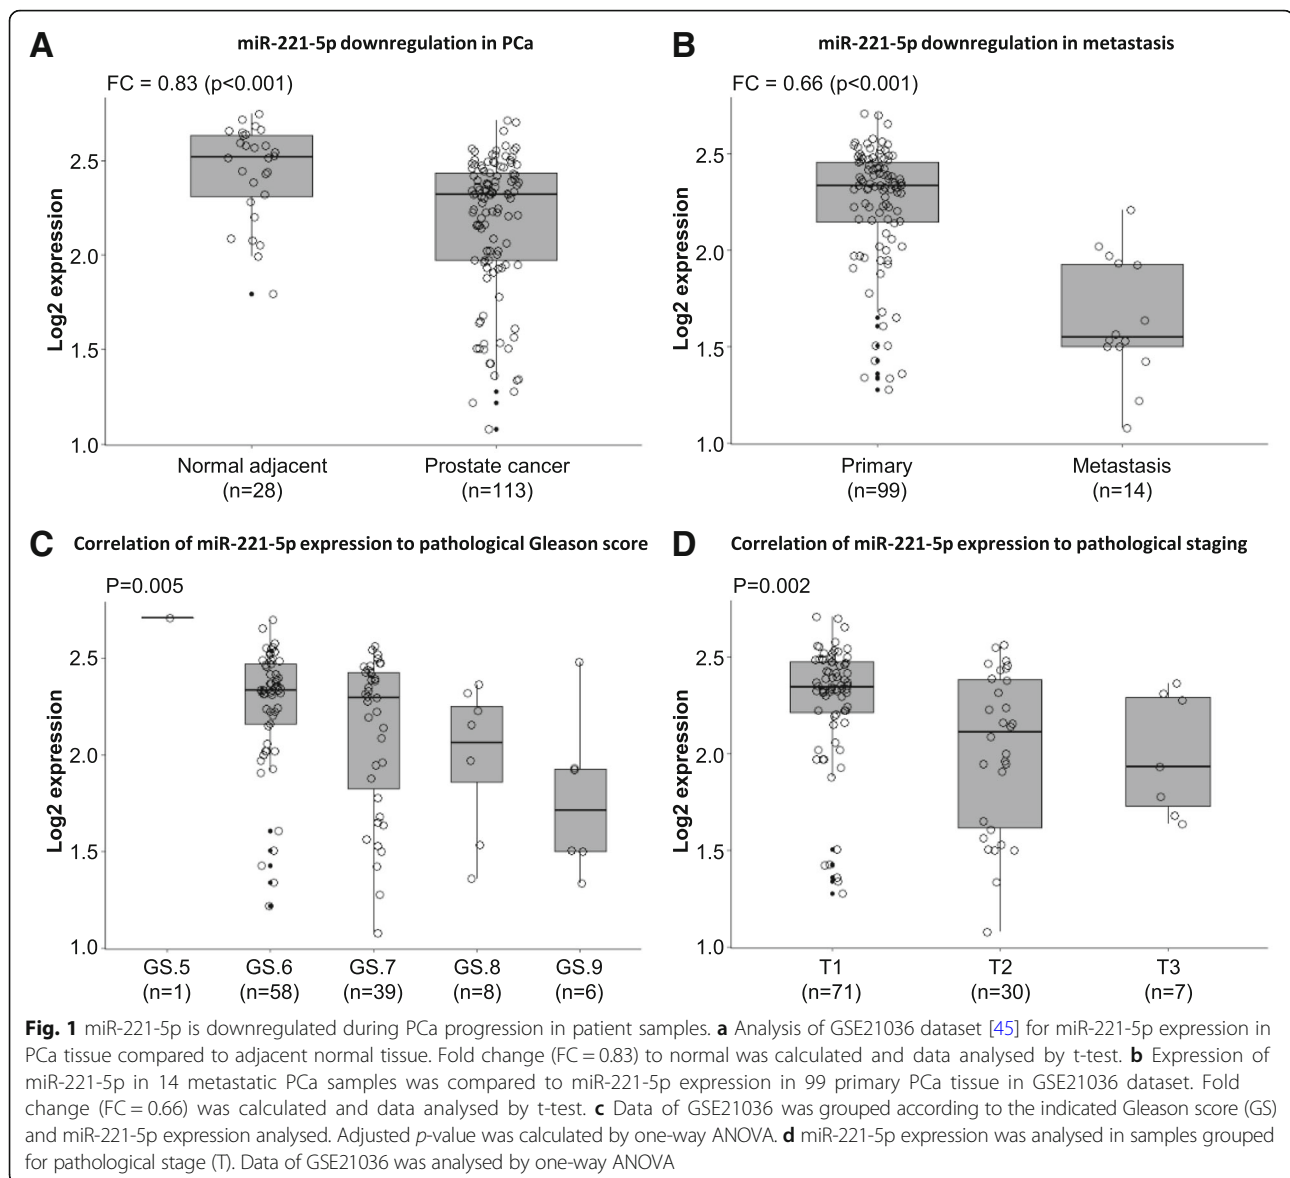 A
miR-221-5p downregulation in PCa
FC = 0.83 (p<0.001)
Log2 expression
2.5
2.0
1.5
1.0
Normal adjacent
(n=28)
Prostate cancer
(n=113)
B
miR-221-5p downregulation in metastasis
FC = 0.66 (p<0.001)
Log2 expression
2.5
2.0
1.5
1.0
Primary
(n=99)
Metastasis
(n=14)
C
Correlation of miR-221-5p expression to pathological Gleason score
P=0.005
Log2 expression
2.5
2.0
1.5
1.0
GS.5
(n=1)
GS.6
(n=58)
GS.7
(n=39)
GS.8
(n=8)
GS.9
(n=6)
D
Correlation of miR-221-5p expression to pathological staging
P=0.002
Log2 expression
2.5
2.0
1.5
1.0
T1
(n=71)
T2
(n=30)
T3
(n=7)
Fig. 1 miR-221-5p is downregulated during PCa progression in patient samples. a Analysis of GSE21036 dataset [45] for miR-221-5p expression in
PCa tissue compared to adjacent normal tissue. Fold change (FC = 0.83) to normal was calculated and data analysed by t-test. b Expression of
miR-221-5p in 14 metastatic PCa samples was compared to miR-221-5p expression in 99 primary PCa tissue in GSE21036 dataset. Fold
change (FC = 0.66) was calculated and data analysed by t-test. c Data of GSE21036 was grouped according to the indicated Gleason score (GS)
and miR-221-5p expression analysed. Adjusted p-value was calculated by one-way ANOVA. d miR-221-5p expression was analysed in samples grouped
for pathological stage (T). Data of GSE21036 was analysed by one-way ANOVA